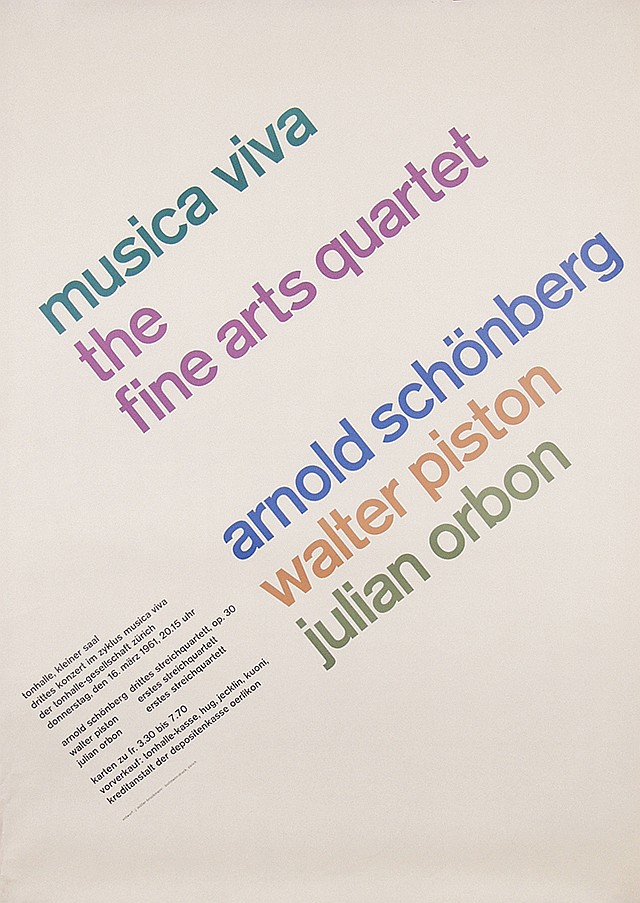 musica viva
the
fine arts quartet
arnold schönberg
walter piston
julian orbon
tonhalle, kleiner saal
drittes konzert im zyklus musica viva
der tonhalle-gesellschaft zürich
donnerstag, den 16. märz 1961, 20.15 uhr
arnold schönberg drittes streichquartett, op. 30
walter piston erstes streichquartett
julian orbon erstes streichquartett
karten zu fr. 3.30 bis 7.70
vorverkauf: tonhalle-kasse, hug, jecklin, kuoni,
kreditanstalt der depositenkasse oerlikon